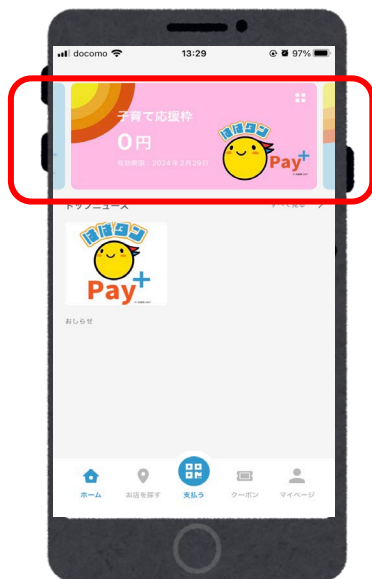 docomo 13:29 97%
子育て応援枠
0円
有効期限：2024年2月29日
はばタン
Pay+
トップニュース
はばタン
Pay+
おしらせ
ホーム お店を探す 支払う クーポン マイページ